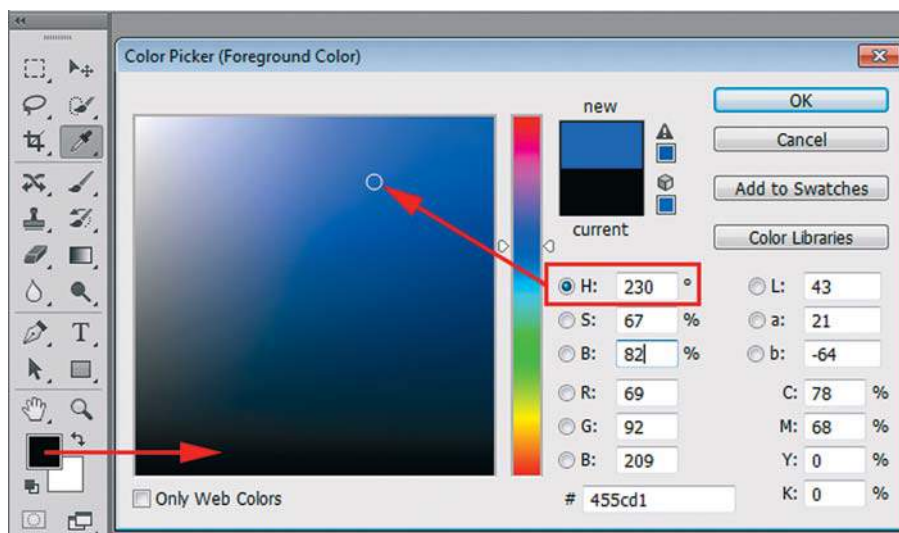 Color Picker (Foreground Color)
new
current
OK
Cancel
Add to Swatches
Color Libraries
H: 230 °
S: 67 %
B: 82 %
R: 69
G: 92
B: 209
# 455cd1
L: 43
a: 21
b: -64
C: 78 %
M: 68 %
Y: 0 %
K: 0 %
Only Web Colors
T